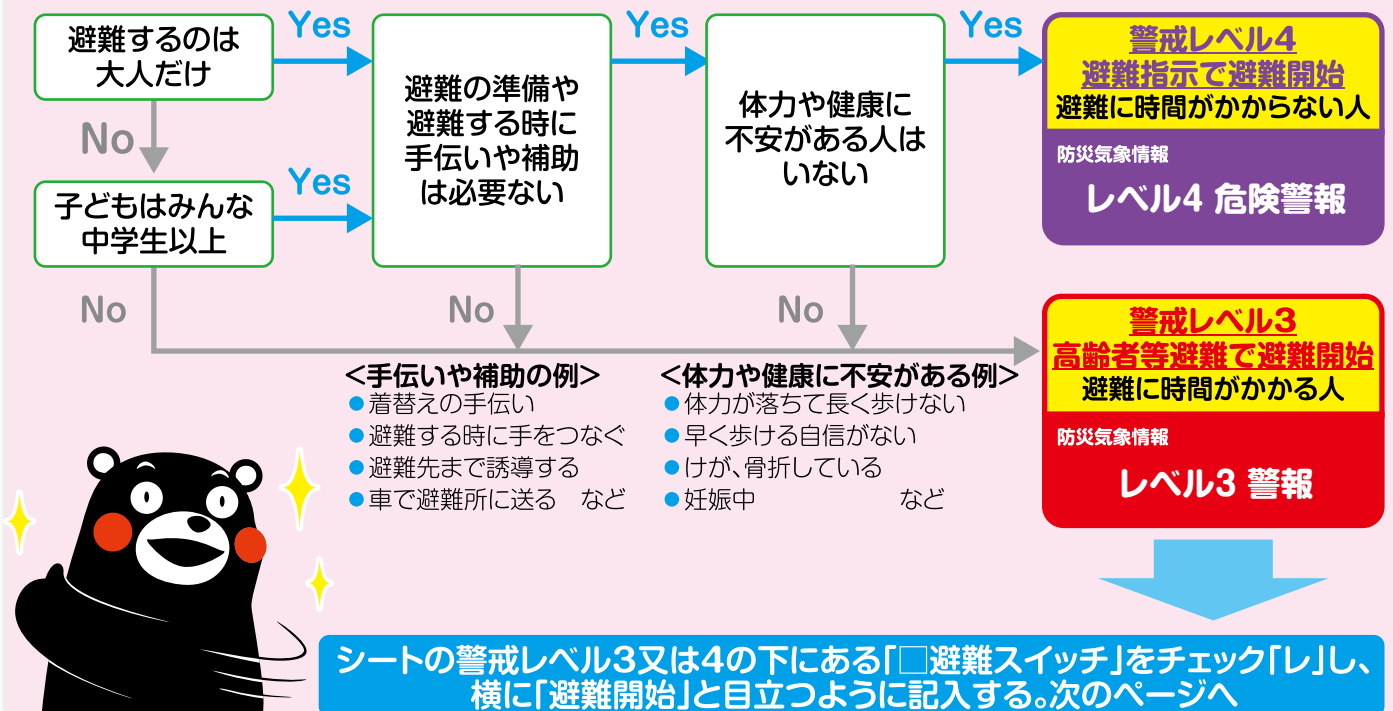 避難するのは
大人だけ
Yes
No
子どもはみんな
中学生以上
Yes
No
避難の準備や
避難する時に
手伝いや補助
は必要ない
Yes
No
体力や健康に
不安がある人は
いない
Yes
No
警戒レベル4
避難指示で避難開始
避難に時間がかからない人
防災気象情報
レベル4 危険警報
警戒レベル3
高齢者等避難で避難開始
避難に時間がかかる人
防災気象情報
レベル3 警報
<手伝いや補助の例>
●着替えの手伝い
●避難する時に手をつなぐ
●避難先まで誘導する
●車で避難所に送る　など
<体力や健康に不安がある例>
●体力が落ちて長く歩けない
●早く歩ける自信がない
●けが、骨折している
●妊娠中　など
シートの警戒レベル3又は4の下にある「□避難スイッチ」をチェック「レ」し、
横に「避難開始」と目立つように記入する。次のページへ